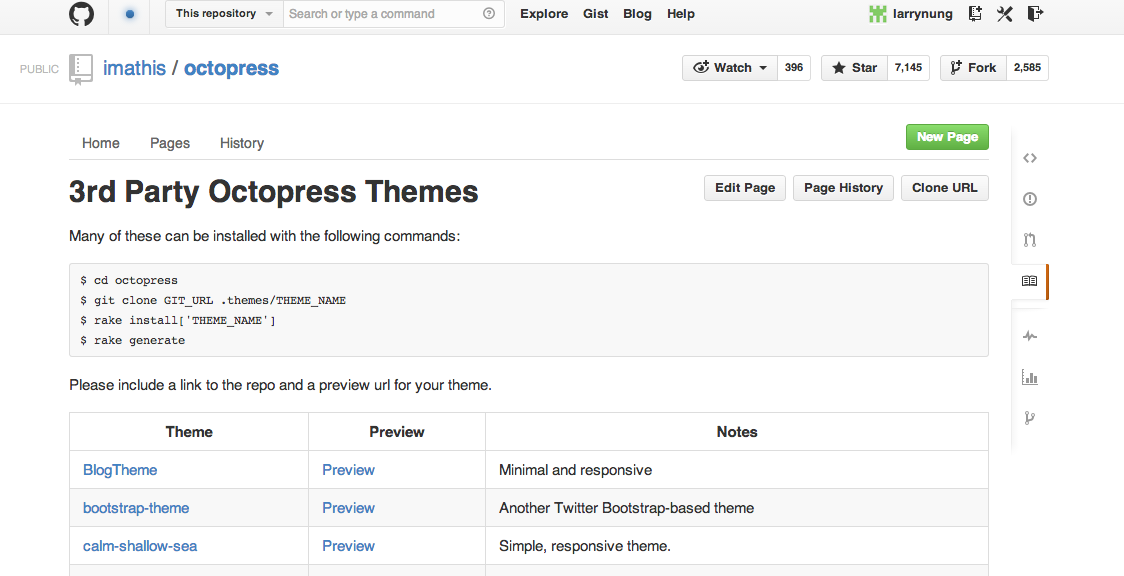 This repository Search or type a command Explore Gist Blog Help larrynung
PUBLIC imathis / octopress Watch 396 Star 7,145 Fork 2,585
Home Pages History New Page
3rd Party Octopress Themes Edit Page Page History Clone URL
Many of these can be installed with the following commands:
$ cd octopress
$ git clone GIT_URL .themes/THEME_NAME
$ rake install['THEME_NAME']
$ rake generate
Please include a link to the repo and a preview url for your theme.
Theme Preview Notes
BlogTheme Preview Minimal and responsive
bootstrap-theme Preview Another Twitter Bootstrap-based theme
calm-shallow-sea Preview Simple, responsive theme.